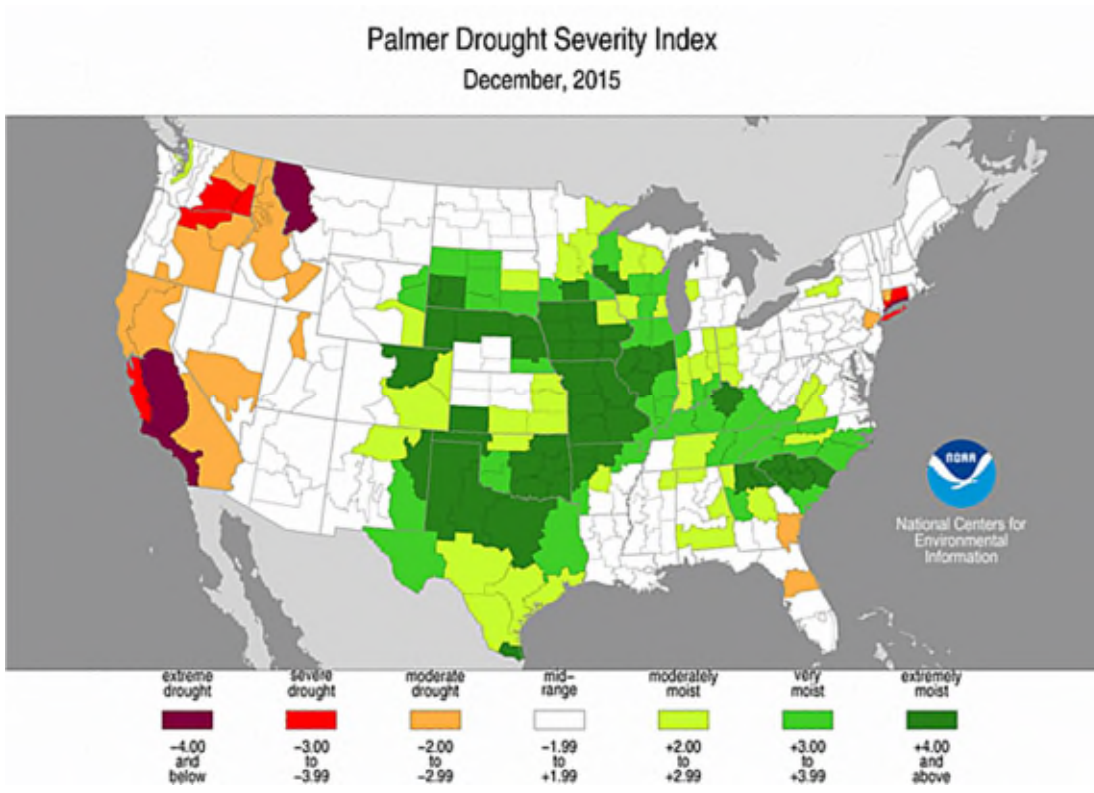 Palmer Drought Severity Index
December, 2015
NOAA
National Centers for
Environmental
Information
extreme
drought
severe
drought
moderate
drought
mid–
range
moderately
moist
very
moist
extremely
moist
−4.00
and
below
−3.00
to
−3.99
−2.00
to
−2.99
−1.99
to
+1.99
+2.00
to
+2.99
+3.00
to
+3.99
+4.00
and
above